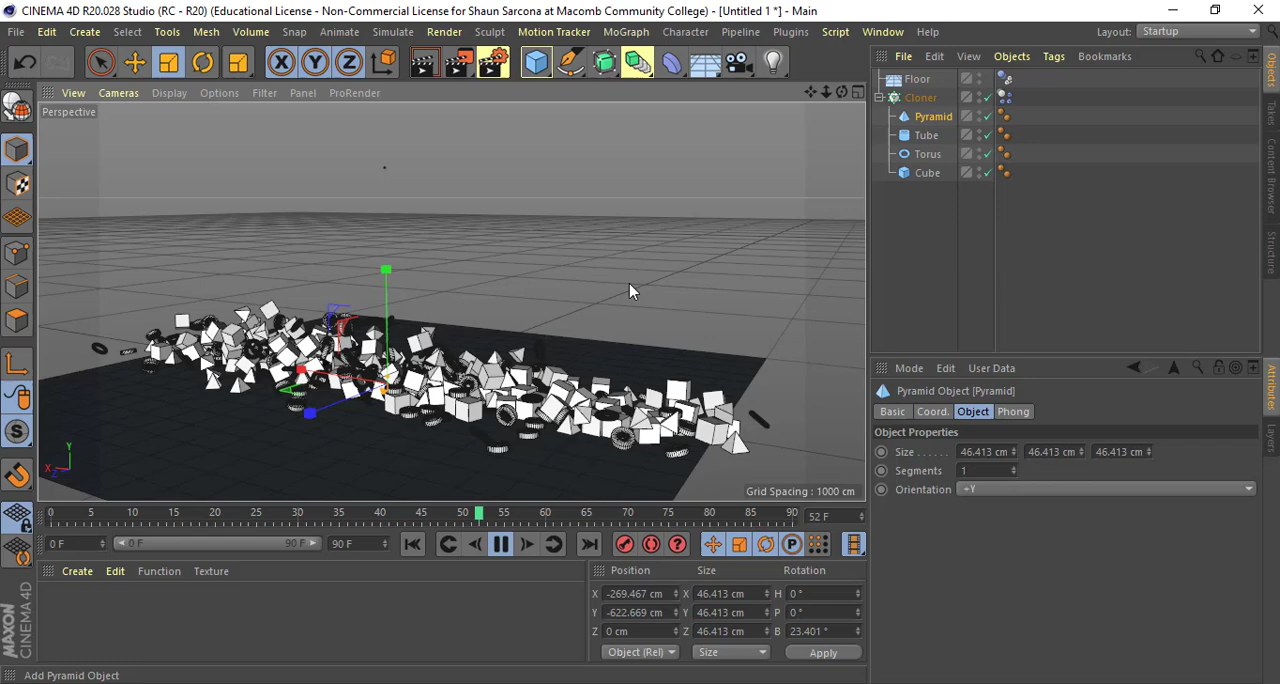 CINEMA 4D R20.028 Studio (RC - R20) (Educational License - Non-Commercial License for Shaun Sarcona at Macomb Community College) - [Untitled 1 *] - Main
File Edit Create Select Tools Mesh Volume Snap Animate Simulate Render Sculpt Motion Tracker MoGraph Character Pipeline Plugins Script Window Help Layout: Startup
X Y Z
File Edit View Objects Tags Bookmarks
View Cameras Display Options Filter Panel ProRender
Perspective
Floor
Cloner
Pyramid
Tube
Torus
Cube
Objects
Takes
Content Browser
Structure
Mode Edit User Data
Pyramid Object [Pyramid]
Basic Coord. Object Phong
Object Properties
Size . . . . . . 46.413 cm 46.413 cm 46.413 cm
Segments 1
Orientation +Y
Attributes
Layers
S
Y
X
Z
Grid Spacing : 1000 cm
0 5 10 15 20 25 30 35 40 45 50 55 60 65 70 75 80 85 90 52 F
0 F 0 F 90 F 90 F
P
Create Edit Function Texture
Position Size Rotation
X -269.467 cm X 46.413 cm H 0 °
Y -622.669 cm Y 46.413 cm P 0 °
Z 0 cm Z 46.413 cm B 23.401 °
Object (Rel) Size Apply
MAXON CINEMA 4D
Add Pyramid Object